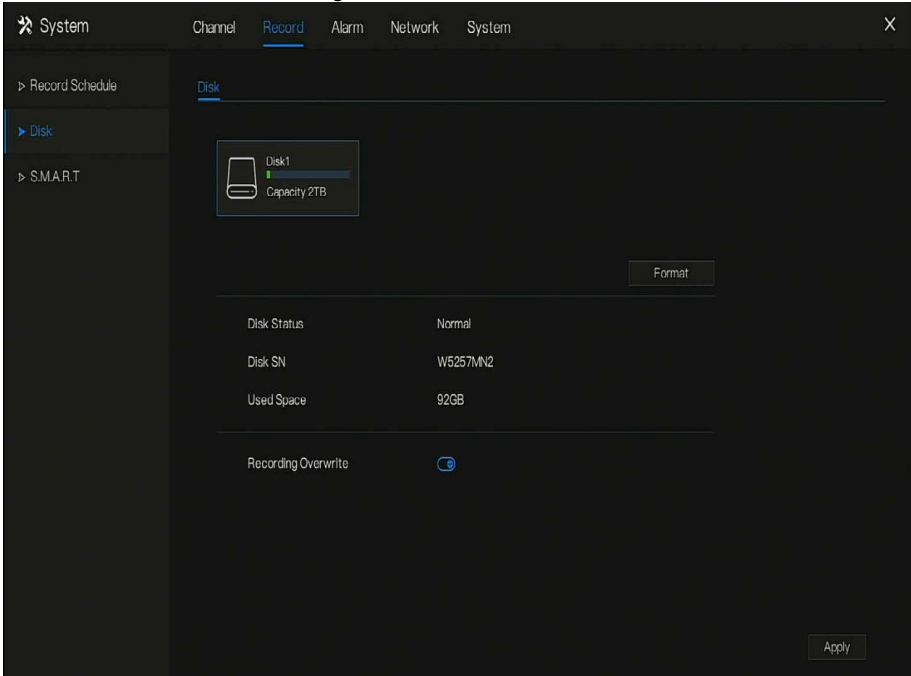 System
Channel Record Alarm Network System X
Record Schedule
Disk
Disk
S.M.A.R.T
Disk1
Capacity 2TB
Format
Disk Status Normal
Disk SN W5257MN2
Used Space 92GB
Recording Overwrite
Apply